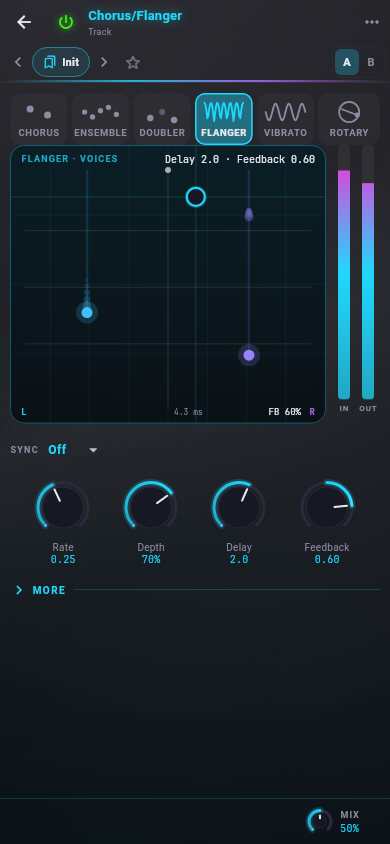 Chorus/Flanger
Track
Init
A B
CHORUS ENSEMBLE DOUBLER FLANGER VIBRATO ROTARY
FLANGER · VOICES Delay 2.0 · Feedback 0.60
L 4.3 ms FB 60% R
IN OUT
SYNC Off
Rate Depth Delay Feedback
0.25 70% 2.0 0.60
MORE
MIX
50%